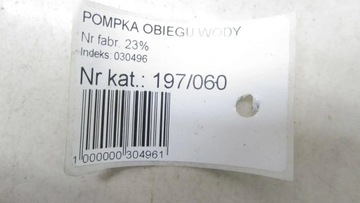 POMPKA OBIEGU WODY
Nr fabr. 23%
Indeks: 030496
Nr kat.: 197/060
1 000000 304961